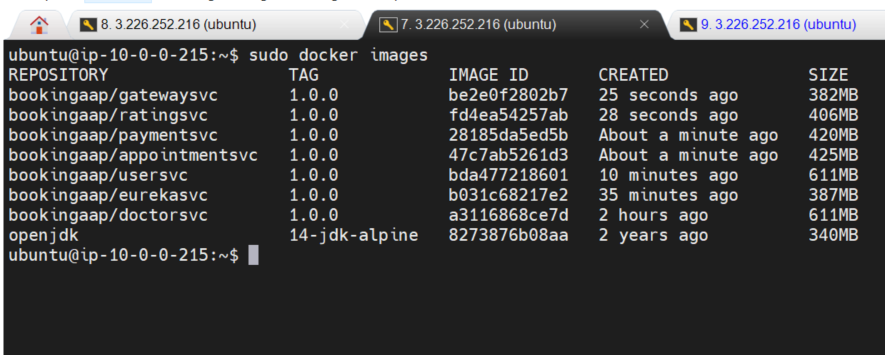 8. 3.226.252.216 (ubuntu) 7. 3.226.252.216 (ubuntu) 9. 3.226.252.216 (ubuntu)
ubuntu@ip-10-0-0-215:~$ sudo docker images
REPOSITORY TAG IMAGE ID CREATED SIZE
bookingaap/gatewaysvc 1.0.0 be2e0f2802b7 25 seconds ago 382MB
bookingaap/ratingsvc 1.0.0 fd4ea54257ab 28 seconds ago 406MB
bookingaap/paymentsvc 1.0.0 28185da5ed5b About a minute ago 420MB
bookingaap/appointmentsvc 1.0.0 47c7ab5261d3 About a minute ago 425MB
bookingaap/usersvc 1.0.0 bda477218601 10 minutes ago 611MB
bookingaap/eurekasvc 1.0.0 b031c68217e2 35 minutes ago 387MB
bookingaap/doctorsvc 1.0.0 a3116868ce7d 2 hours ago 611MB
openjdk 14-jdk-alpine 8273876b08aa 2 years ago 340MB
ubuntu@ip-10-0-0-215:~$